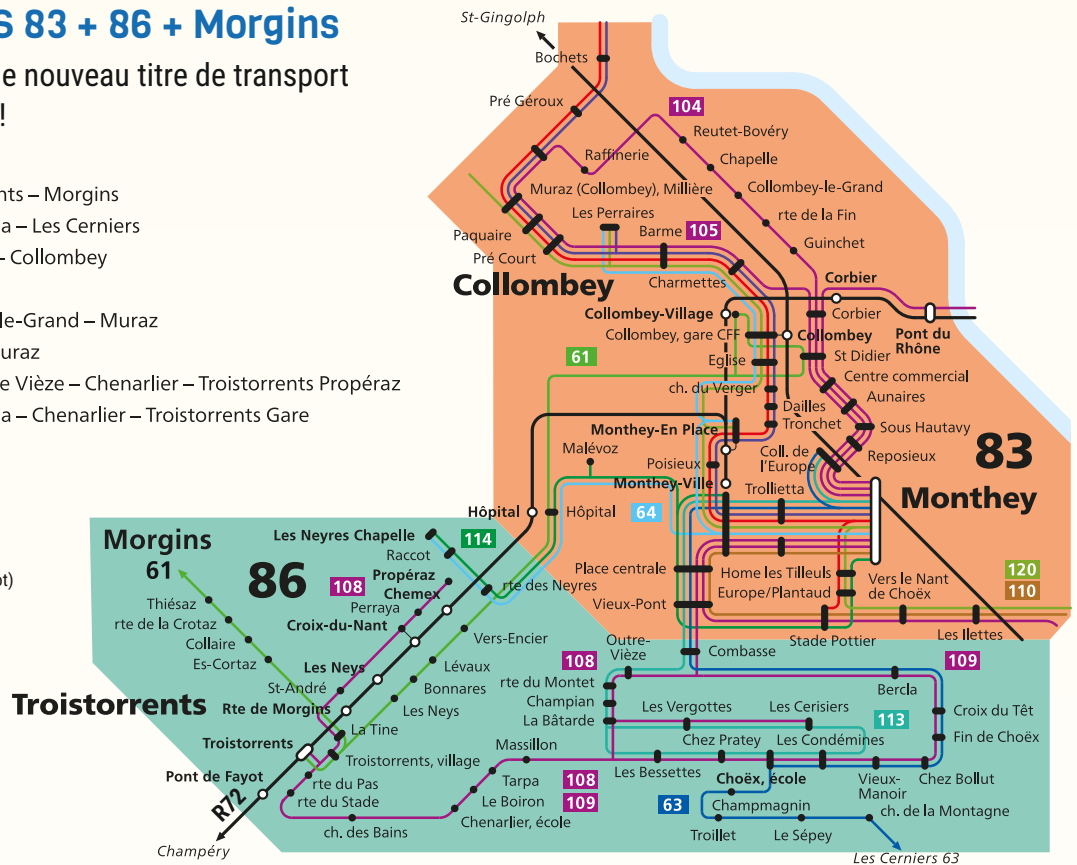 S 83 + 86 + Morgins
e nouveau titre de transport
!
nts – Morgins
a – Les Cerniers
– Collombey
le-Grand – Muraz
uraz
e Vièze – Chenarlier – Troistorrents Propéraz
a – Chenarlier – Troistorrents Gare
ot)
St-Gingolph
Bochets
Pré Géroux
104
Reutet-Bovéry
Raffinerie
Chapelle
Muraz (Collombey), Millière
Collombey-le-Grand
Les Perraires
rte de la Fin
Paquaire
Barme
105
Guinchet
Pré Court
Charmettes
Collombey
Corbier
Collombey-Village
Corbier
Pont du
Rhône
Collombey, gare CFF
Collombey
61
Eglise
St Didier
ch. du Verger
Centre commercial
Dailles
Aunaires
Tronchet
Monthey-En Place
Sous Hautavy
83
Malévoz
Poisieux
Coll. de
l'Europe
Reposieux
Monthey-Ville
Trollietta
Monthey
Hôpital
Hôpital
64
Les Neyres Chapelle
114
Raccot
Morgins
61
86
108
Propéraz
Chemex
rte des Neyres
Place centrale
Home les Tilleuls
Vers le Nant
de Choëx
120
110
Europe/Plantaud
Thiésaz
Perraya
Vieux-Pont
rte de la Crotaz
Croix-du-Nant
Stade Pottier
Les Ilettes
Collaire
Vers-Encier
Outre-
Vièze
Combasse
Es-Cortaz
Les Neys
Lévaux
108
109
St-André
Bonnares
rte du Montet
Bercla
Troistorrents
Rte de Morgins
Les Neys
Champian
Les Vergottes
Les Cerisiers
113
Croix du Têt
La Tine
La Bâtarde
Troistorrents
Troistorrents, village
Massillon
Chez Pratey
Les Condémines
Fin de Choëx
Pont de Fayot
rte du Pas
Tarpa
108
Les Bessettes
Choëx, école
Vieux-
Manoir
Chez Bollut
R72
rte du Stade
Le Boiron
109
63
Champmagnin
ch. de la Montagne
ch. des Bains
Chenarlier, école
Troillet
Le Sépey
Champéry
Les Cerniers 63